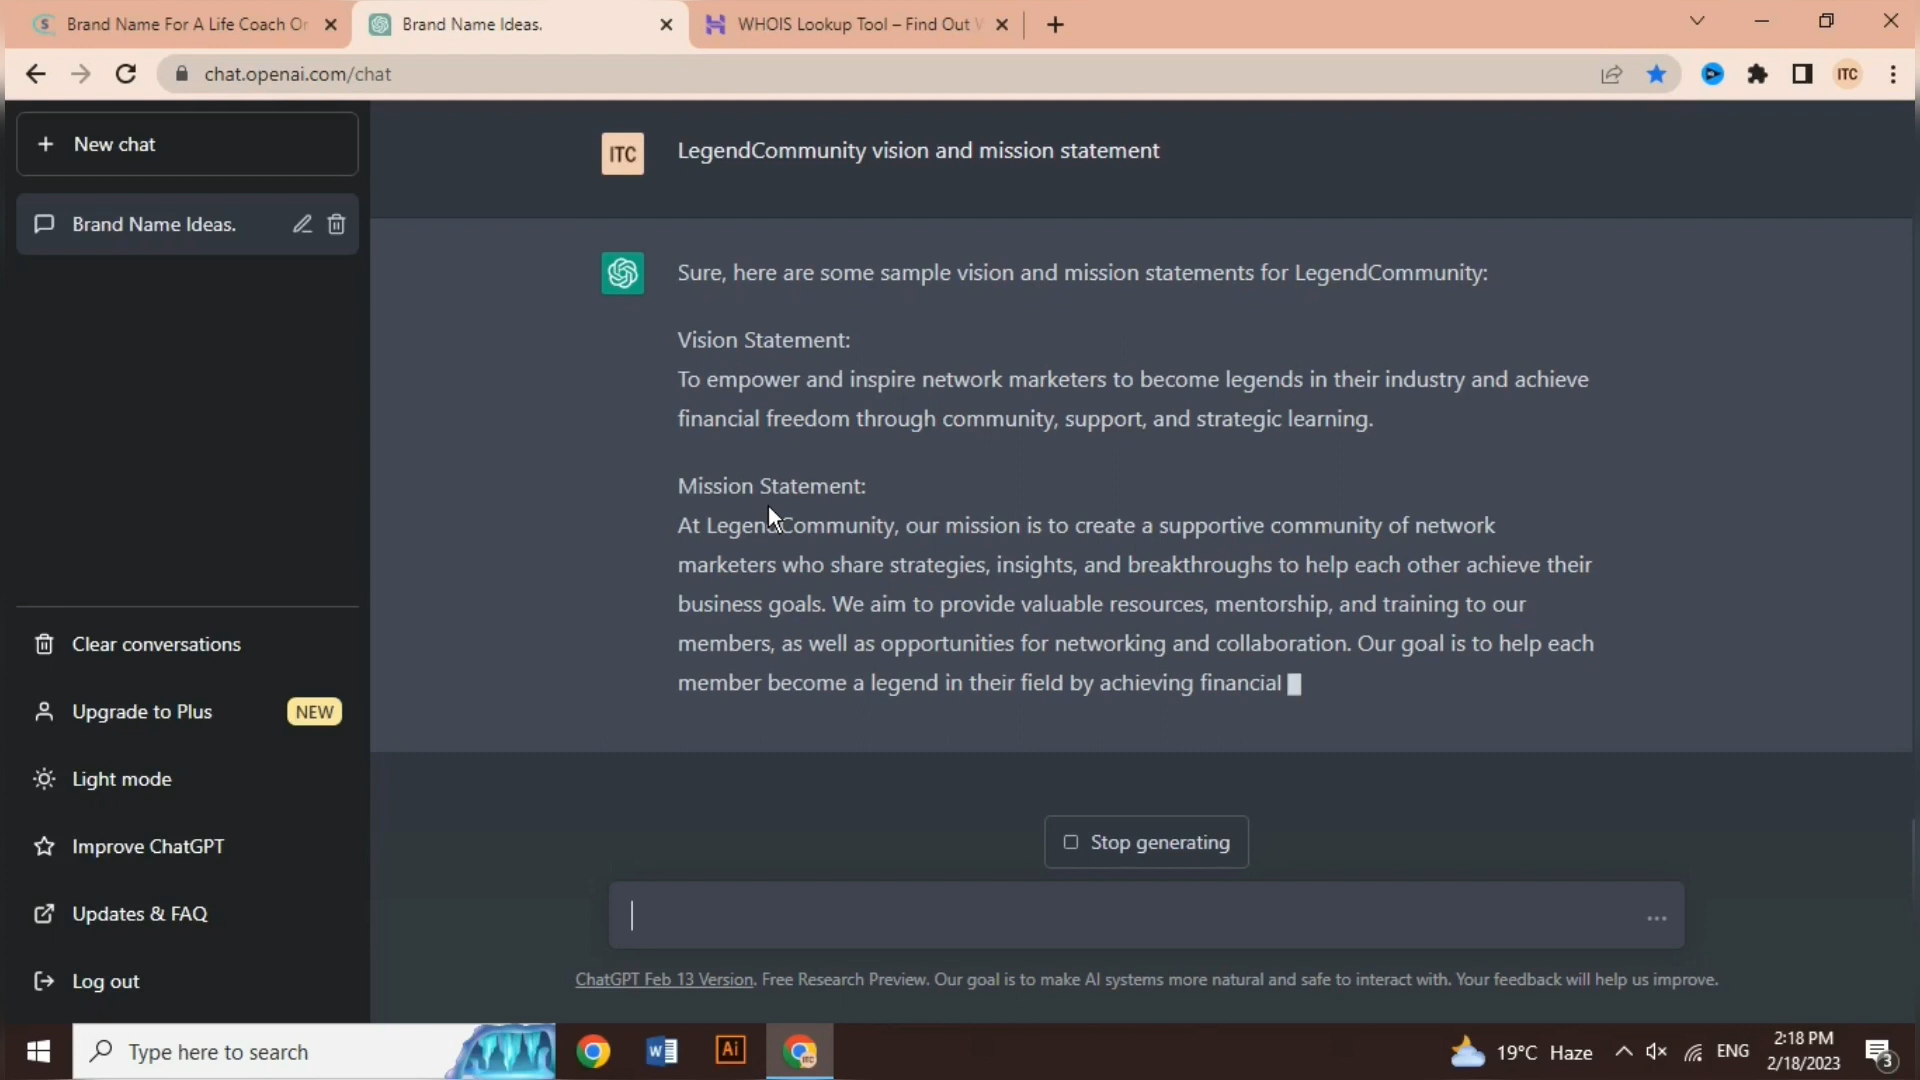 Brand Name For A Life Coach Or
Brand Name Ideas.
WHOIS Lookup Tool – Find Out
chat.openai.com/chat
ITC
New chat
Brand Name Ideas.
Clear conversations
Upgrade to Plus NEW
Light mode
Improve ChatGPT
Updates & FAQ
Log out
ITC
LegendCommunity vision and mission statement
Sure, here are some sample vision and mission statements for LegendCommunity:
Vision Statement:
To empower and inspire network marketers to become legends in their industry and achieve
financial freedom through community, support, and strategic learning.
Mission Statement:
At LegendCommunity, our mission is to create a supportive community of network
marketers who share strategies, insights, and breakthroughs to help each other achieve their
business goals. We aim to provide valuable resources, mentorship, and training to our
members, as well as opportunities for networking and collaboration. Our goal is to help each
member become a legend in their field by achieving financial
Stop generating
ChatGPT Feb 13 Version. Free Research Preview. Our goal is to make AI systems more natural and safe to interact with. Your feedback will help us improve.
Type here to search
Ai
19°C Haze
ENG
2:18 PM
2/18/2023
3